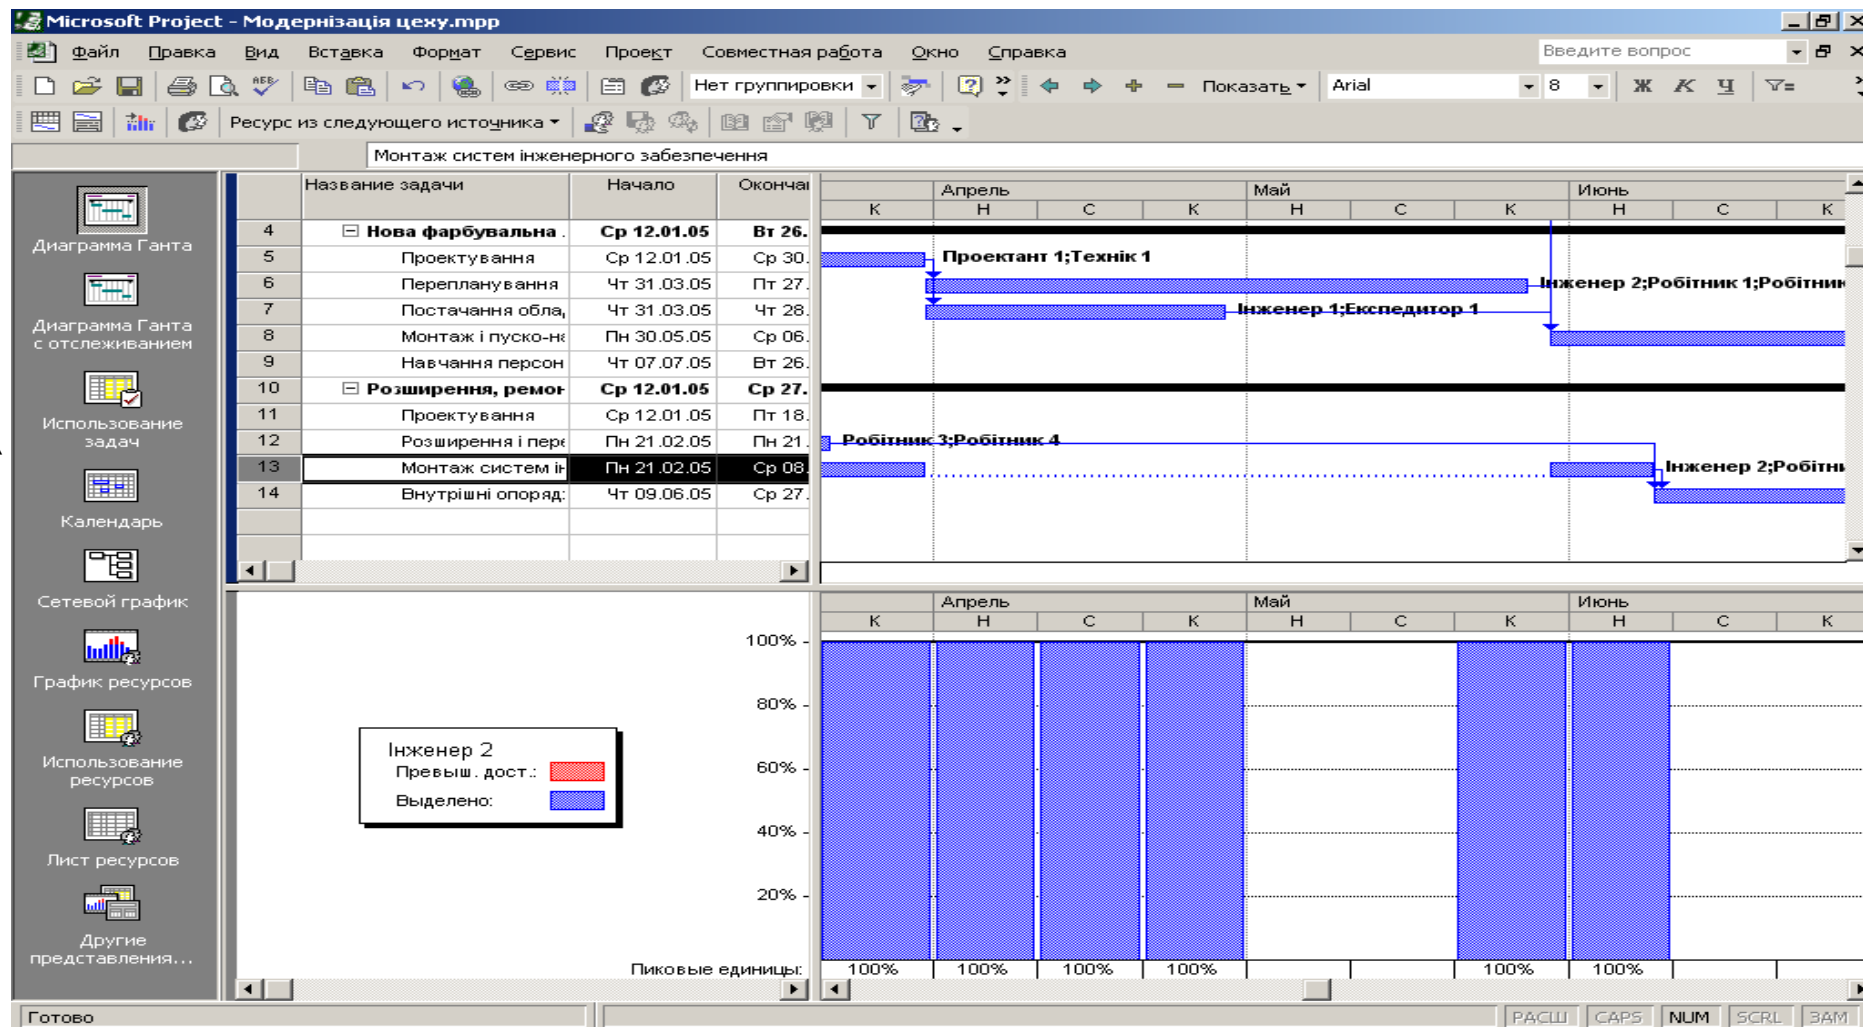 Microsoft Project - Модернізація цеху.mpp
Файл Правка Вид Вставка Формат Сервис Проект Совместная работа Окно Справка Введите вопрос
Нет группировки Показать Arial 8 Ж К Ч
Ресурс из следующего источника
Монтаж систем інженерного забезпечення
Диаграмма Ганта
Диаграмма Ганта
с отслеживанием
Использование
задач
Календарь
Сетевой график
График ресурсов
Использование
ресурсов
Лист ресурсов
Другие
представления...
Название задачи Начало Окончан
4 Нова фарбувальна . Ср 12.01.05 Вт 26.
5 Проектування Ср 12.01.05 Ср 30.
6 Перепланування Чт 31.03.05 Пт 27.
7 Постачання обла, Чт 31.03.05 Чт 28.
8 Монтаж і пуско-на Пн 30.05.05 Ср 06.
9 Навчання персон Чт 07.07.05 Вт 26.
10 Розширення, ремон Ср 12.01.05 Ср 27.
11 Проектування Ср 12.01.05 Пт 18.
12 Розширення і пере Пн 21.02.05 Пн 21.
13 Монтаж систем ін Пн 21.02.05 Ср 08.
14 Внутрішні опоряд: Чт 09.06.05 Ср 27.
Апрель Май Июнь
К Н С К Н С К Н С К
Проектант 1;Технік 1
Інженер 2;Робітник 1;Робітник
Інженер 1;Експедитор 1
Робітник 3;Робітник 4
Інженер 2;Робітни
Апрель Май Июнь
К Н С К Н С К Н С К
100%
80%
60%
40%
20%
Інженер 2
Превыш. дост.:
Выделено:
Пиковые единицы: 100% 100% 100% 100% 100% 100%
Готово РАСШ CAPS NUM SCRL ЗАМ